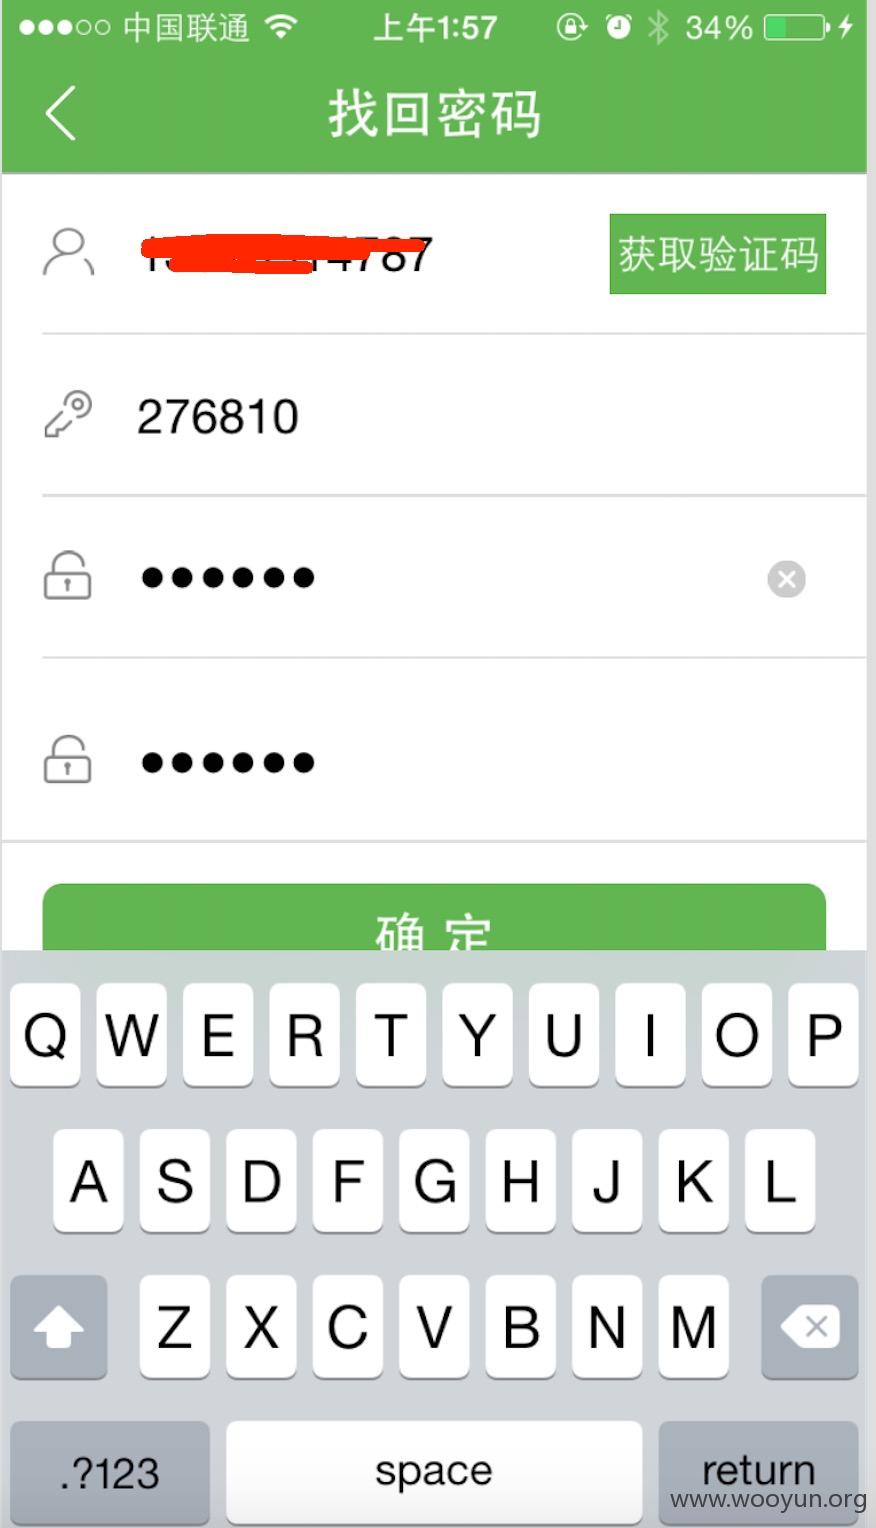 中国联通 上午1:57 34%
找回密码
4787 获取验证码
276810
确定
Q W E R T Y U I O P
A S D F G H J K L
Z X C V B N M
.?123 space return
www.wooyun.org